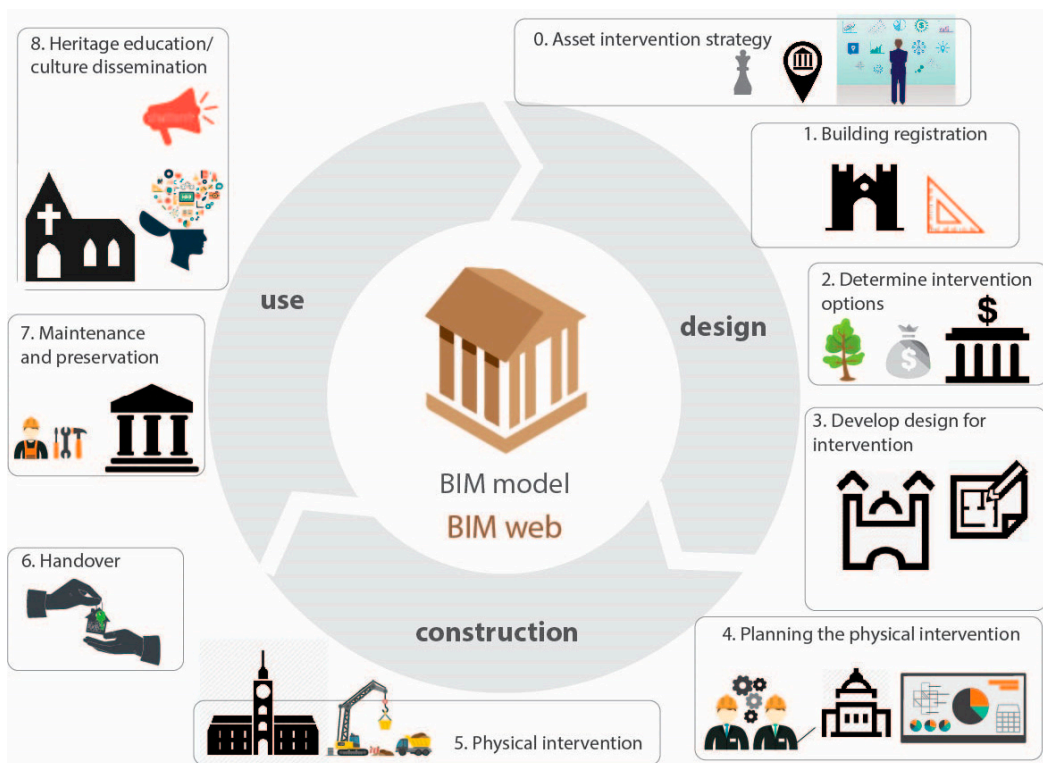 8. Heritage education/
culture dissemination
0. Asset intervention strategy
1. Building registration
2. Determine intervention
options
$
$
3. Develop design for
intervention
4. Planning the physical intervention
5. Physical intervention
6. Handover
7. Maintenance
and preservation
use
design
construction
BIM model
BIM web